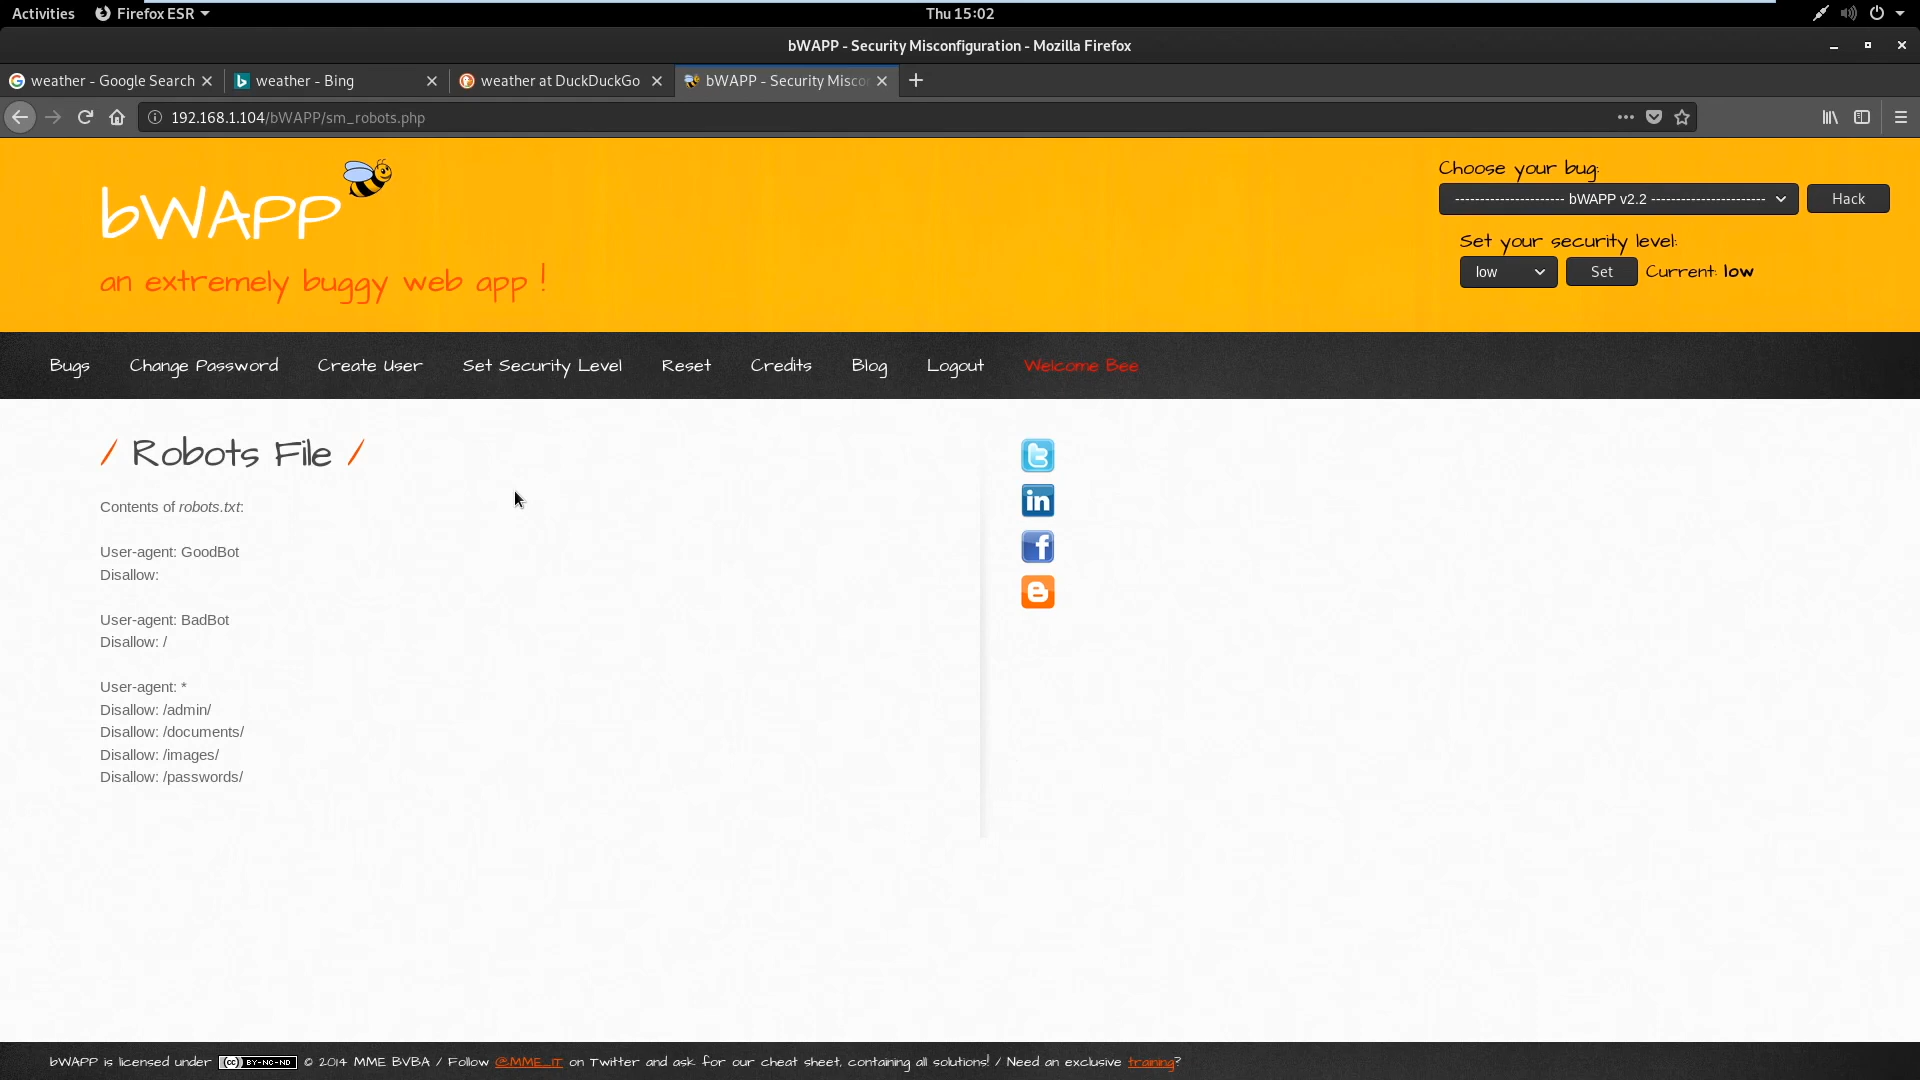 Activities Firefox ESR Thu 15:02
bWAPP - Security Misconfiguration - Mozilla Firefox
weather - Google Search weather - Bing weather at DuckDuckGo bWAPP - Security Misco
192.168.1.104/bWAPP/sm_robots.php
bWAPP
an extremely buggy web app !
Choose your bug:
---------------------- bWAPP v2.2 ----------------------- Hack
Set your security level:
low Set Current: low
Bugs Change Password Create User Set Security Level Reset Credits Blog Logout Welcome Bee
/ Robots File /
Contents of robots.txt:
User-agent: GoodBot
Disallow:
User-agent: BadBot
Disallow: /
User-agent: *
Disallow: /admin/
Disallow: /documents/
Disallow: /images/
Disallow: /passwords/
bWAPP is licensed under (cc) BY-NC-ND © 2014 MME BVBA / Follow @MME_IT on Twitter and ask for our cheat sheet, containing all solutions! / Need an exclusive training?